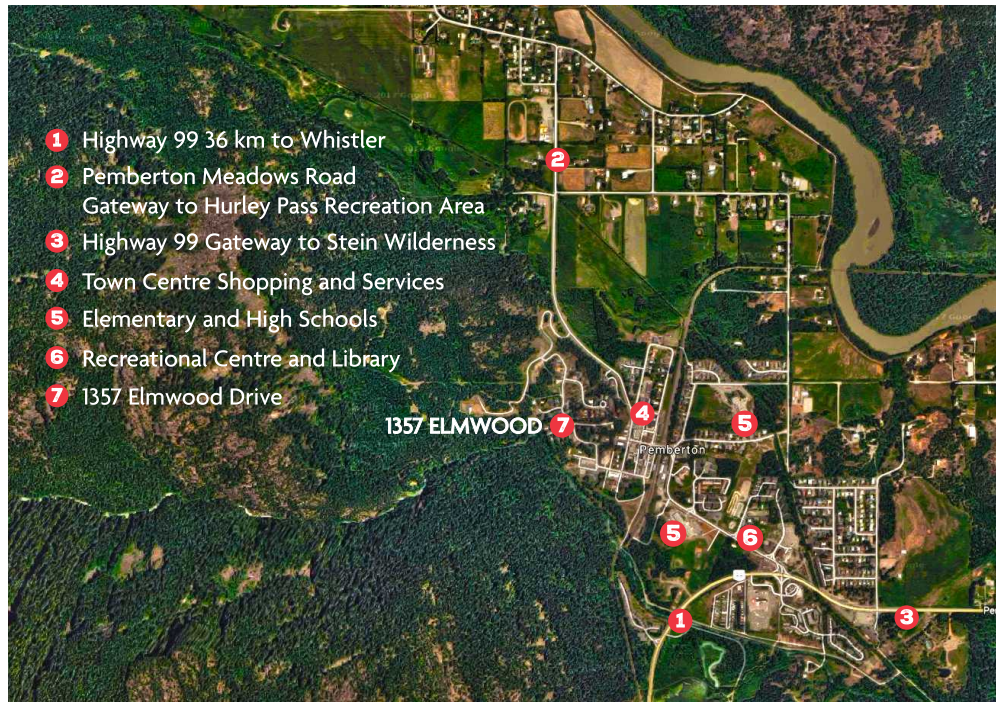 1 Highway 99 36 km to Whistler
2 Pemberton Meadows Road
Gateway to Hurley Pass Recreation Area
3 Highway 99 Gateway to Stein Wilderness
4 Town Centre Shopping and Services
5 Elementary and High Schools
6 Recreational Centre and Library
7 1357 Elmwood Drive
2
1357 ELMWOOD 7
4
5
Pemberton
5
6
1
3
Pe